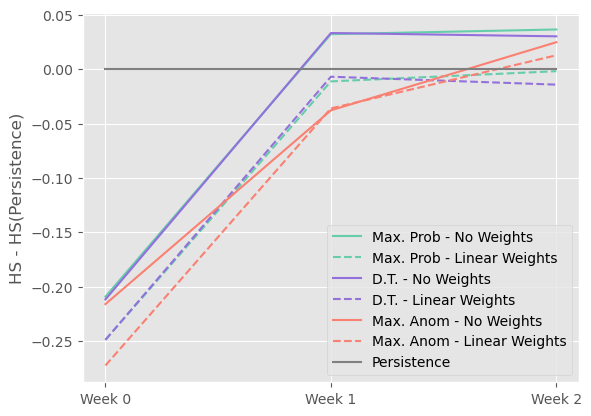 HS - HS(Persistence)
0.05
0.00
−0.05
−0.10
−0.15
−0.20
−0.25
Week 0
Week 1
Week 2
Max. Prob - No Weights
Max. Prob - Linear Weights
D.T. - No Weights
D.T. - Linear Weights
Max. Anom - No Weights
Max. Anom - Linear Weights
Persistence